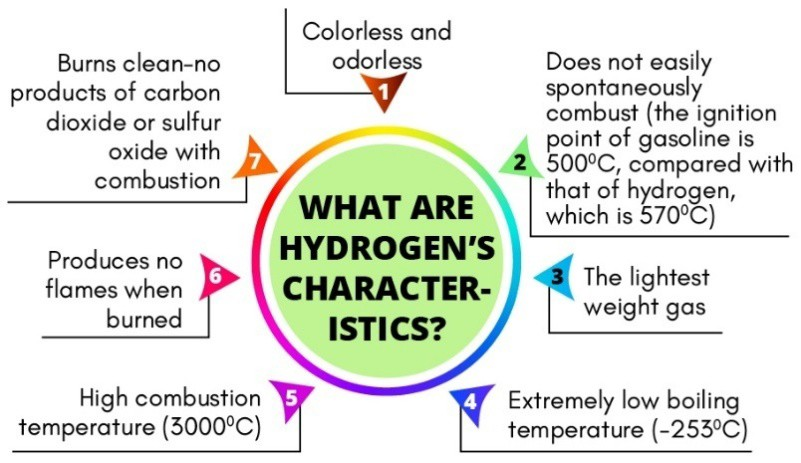 WHAT ARE
HYDROGEN'S
CHARACTER-
ISTICS?
1
Colorless and
odorless
2
Does not easily
spontaneously
combust (the ignition
point of gasoline is
500⁰C, compared with
that of hydrogen,
which is 570⁰C)
3
The lightest
weight gas
4
Extremely low boiling
temperature (-253⁰C)
5
High combustion
temperature (3000⁰C)
6
Produces no
flames when
burned
7
Burns clean-no
products of carbon
dioxide or sulfur
oxide with
combustion